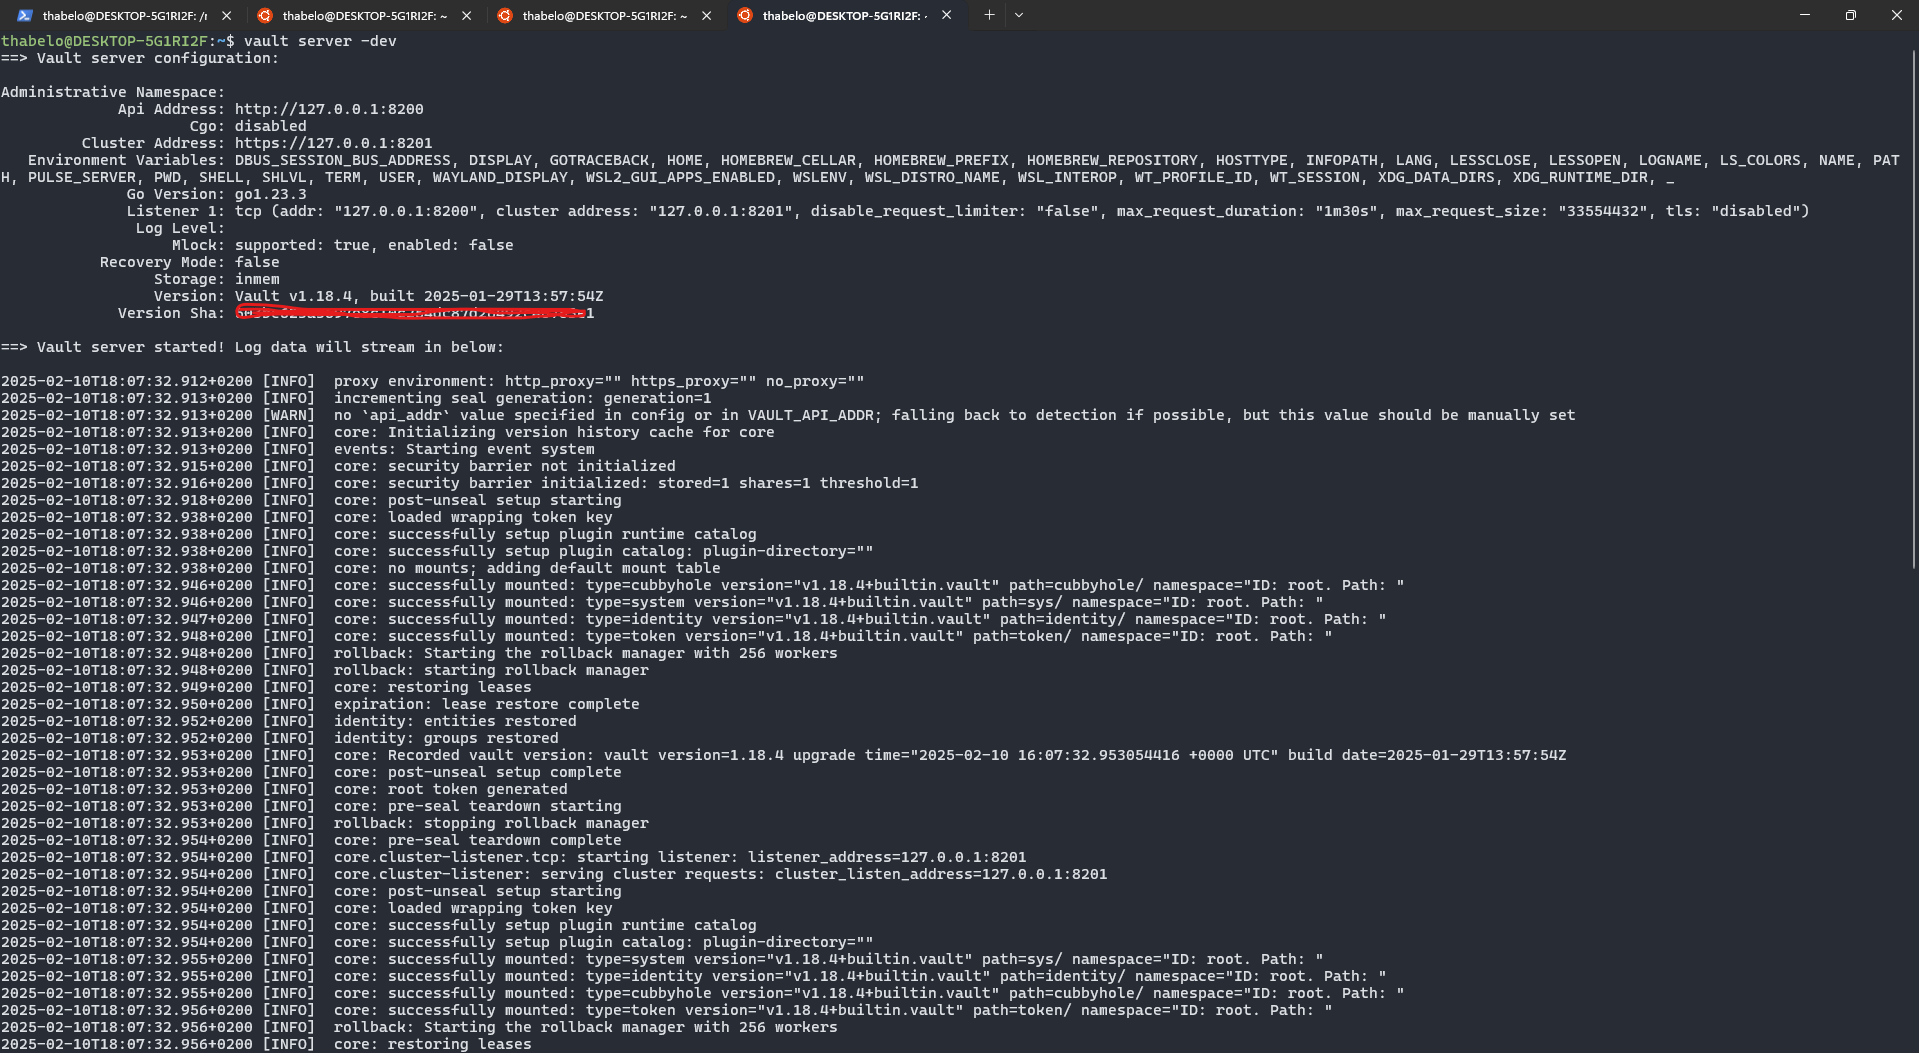 thabelo@DESKTOP-5G1RI2F: /r
thabelo@DESKTOP-5G1RI2F: ~
thabelo@DESKTOP-5G1RI2F: ~
thabelo@DESKTOP-5G1RI2F: ~
thabelo@DESKTOP-5G1RI2F:~$ vault server -dev
==> Vault server configuration:
Administrative Namespace:
Api Address: http://127.0.0.1:8200
Cgo: disabled
Cluster Address: https://127.0.0.1:8201
Environment Variables: DBUS_SESSION_BUS_ADDRESS, DISPLAY, GOTRACEBACK, HOME, HOMEBREW_CELLAR, HOMEBREW_PREFIX, HOMEBREW_REPOSITORY, HOSTTYPE, INFOPATH, LANG, LESSCLOSE, LESSOPEN, LOGNAME, LS_COLORS, NAME, PAT
H, PULSE_SERVER, PWD, SHELL, SHLVL, TERM, USER, WAYLAND_DISPLAY, WSL2_GUI_APPS_ENABLED, WSLENV, WSL_DISTRO_NAME, WSL_INTEROP, WT_PROFILE_ID, WT_SESSION, XDG_DATA_DIRS, XDG_RUNTIME_DIR, _
Go Version: go1.23.3
Listener 1: tcp (addr: "127.0.0.1:8200", cluster address: "127.0.0.1:8201", disable_request_limiter: "false", max_request_duration: "1m30s", max_request_size: "33554432", tls: "disabled")
Log Level:
Mlock: supported: true, enabled: false
Recovery Mode: false
Storage: inmem
Version: Vault v1.18.4, built 2025-01-29T13:57:54Z
Version Sha:
==> Vault server started! Log data will stream in below:
2025-02-10T18:07:32.912+0200 [INFO]  proxy environment: http_proxy="" https_proxy="" no_proxy=""
2025-02-10T18:07:32.913+0200 [INFO]  incrementing seal generation: generation=1
2025-02-10T18:07:32.913+0200 [WARN]  no `api_addr` value specified in config or in VAULT_API_ADDR; falling back to detection if possible, but this value should be manually set
2025-02-10T18:07:32.913+0200 [INFO]  core: Initializing version history cache for core
2025-02-10T18:07:32.913+0200 [INFO]  events: Starting event system
2025-02-10T18:07:32.915+0200 [INFO]  core: security barrier not initialized
2025-02-10T18:07:32.916+0200 [INFO]  core: security barrier initialized: stored=1 shares=1 threshold=1
2025-02-10T18:07:32.918+0200 [INFO]  core: post-unseal setup starting
2025-02-10T18:07:32.938+0200 [INFO]  core: loaded wrapping token key
2025-02-10T18:07:32.938+0200 [INFO]  core: successfully setup plugin runtime catalog
2025-02-10T18:07:32.938+0200 [INFO]  core: successfully setup plugin catalog: plugin-directory=""
2025-02-10T18:07:32.938+0200 [INFO]  core: no mounts; adding default mount table
2025-02-10T18:07:32.946+0200 [INFO]  core: successfully mounted: type=cubbyhole version="v1.18.4+builtin.vault" path=cubbyhole/ namespace="ID: root. Path: "
2025-02-10T18:07:32.946+0200 [INFO]  core: successfully mounted: type=system version="v1.18.4+builtin.vault" path=sys/ namespace="ID: root. Path: "
2025-02-10T18:07:32.947+0200 [INFO]  core: successfully mounted: type=identity version="v1.18.4+builtin.vault" path=identity/ namespace="ID: root. Path: "
2025-02-10T18:07:32.948+0200 [INFO]  core: successfully mounted: type=token version="v1.18.4+builtin.vault" path=token/ namespace="ID: root. Path: "
2025-02-10T18:07:32.948+0200 [INFO]  rollback: Starting the rollback manager with 256 workers
2025-02-10T18:07:32.948+0200 [INFO]  rollback: starting rollback manager
2025-02-10T18:07:32.949+0200 [INFO]  core: restoring leases
2025-02-10T18:07:32.950+0200 [INFO]  expiration: lease restore complete
2025-02-10T18:07:32.952+0200 [INFO]  identity: entities restored
2025-02-10T18:07:32.952+0200 [INFO]  identity: groups restored
2025-02-10T18:07:32.953+0200 [INFO]  core: Recorded vault version: vault version=1.18.4 upgrade time="2025-02-10 16:07:32.953054416 +0000 UTC" build date=2025-01-29T13:57:54Z
2025-02-10T18:07:32.953+0200 [INFO]  core: post-unseal setup complete
2025-02-10T18:07:32.953+0200 [INFO]  core: root token generated
2025-02-10T18:07:32.953+0200 [INFO]  core: pre-seal teardown starting
2025-02-10T18:07:32.953+0200 [INFO]  rollback: stopping rollback manager
2025-02-10T18:07:32.954+0200 [INFO]  core: pre-seal teardown complete
2025-02-10T18:07:32.954+0200 [INFO]  core.cluster-listener.tcp: starting listener: listener_address=127.0.0.1:8201
2025-02-10T18:07:32.954+0200 [INFO]  core.cluster-listener: serving cluster requests: cluster_listen_address=127.0.0.1:8201
2025-02-10T18:07:32.954+0200 [INFO]  core: post-unseal setup starting
2025-02-10T18:07:32.954+0200 [INFO]  core: loaded wrapping token key
2025-02-10T18:07:32.954+0200 [INFO]  core: successfully setup plugin runtime catalog
2025-02-10T18:07:32.954+0200 [INFO]  core: successfully setup plugin catalog: plugin-directory=""
2025-02-10T18:07:32.955+0200 [INFO]  core: successfully mounted: type=system version="v1.18.4+builtin.vault" path=sys/ namespace="ID: root. Path: "
2025-02-10T18:07:32.955+0200 [INFO]  core: successfully mounted: type=identity version="v1.18.4+builtin.vault" path=identity/ namespace="ID: root. Path: "
2025-02-10T18:07:32.955+0200 [INFO]  core: successfully mounted: type=cubbyhole version="v1.18.4+builtin.vault" path=cubbyhole/ namespace="ID: root. Path: "
2025-02-10T18:07:32.956+0200 [INFO]  core: successfully mounted: type=token version="v1.18.4+builtin.vault" path=token/ namespace="ID: root. Path: "
2025-02-10T18:07:32.956+0200 [INFO]  rollback: Starting the rollback manager with 256 workers
2025-02-10T18:07:32.956+0200 [INFO]  core: restoring leases